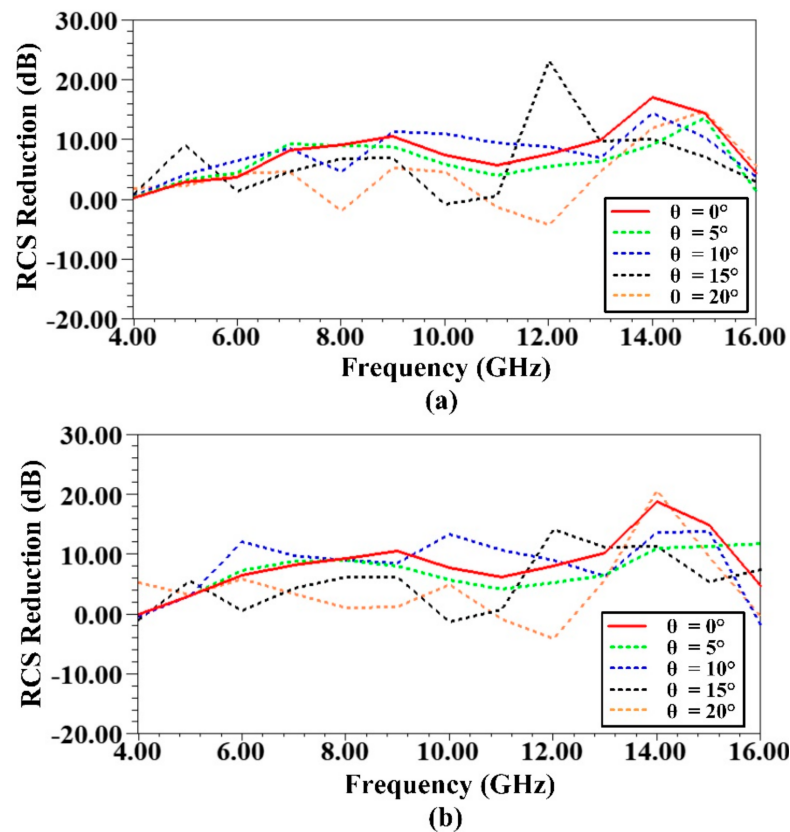 30.00
20.00
10.00
0.00
-10.00
-20.00
RCS Reduction (dB)
θ = 0°
θ = 5°
θ = 10°
θ = 15°
0 = 20°
4.00 6.00 8.00 10.00 12.00 14.00 16.00
Frequency (GHz)
(a)
30.00
20.00
10.00
0.00
-10.00
-20.00
RCS Reduction (dB)
θ = 0°
θ = 5°
θ = 10°
θ = 15°
θ = 20°
4.00 6.00 8.00 10.00 12.00 14.00 16.00
Frequency (GHz)
(b)